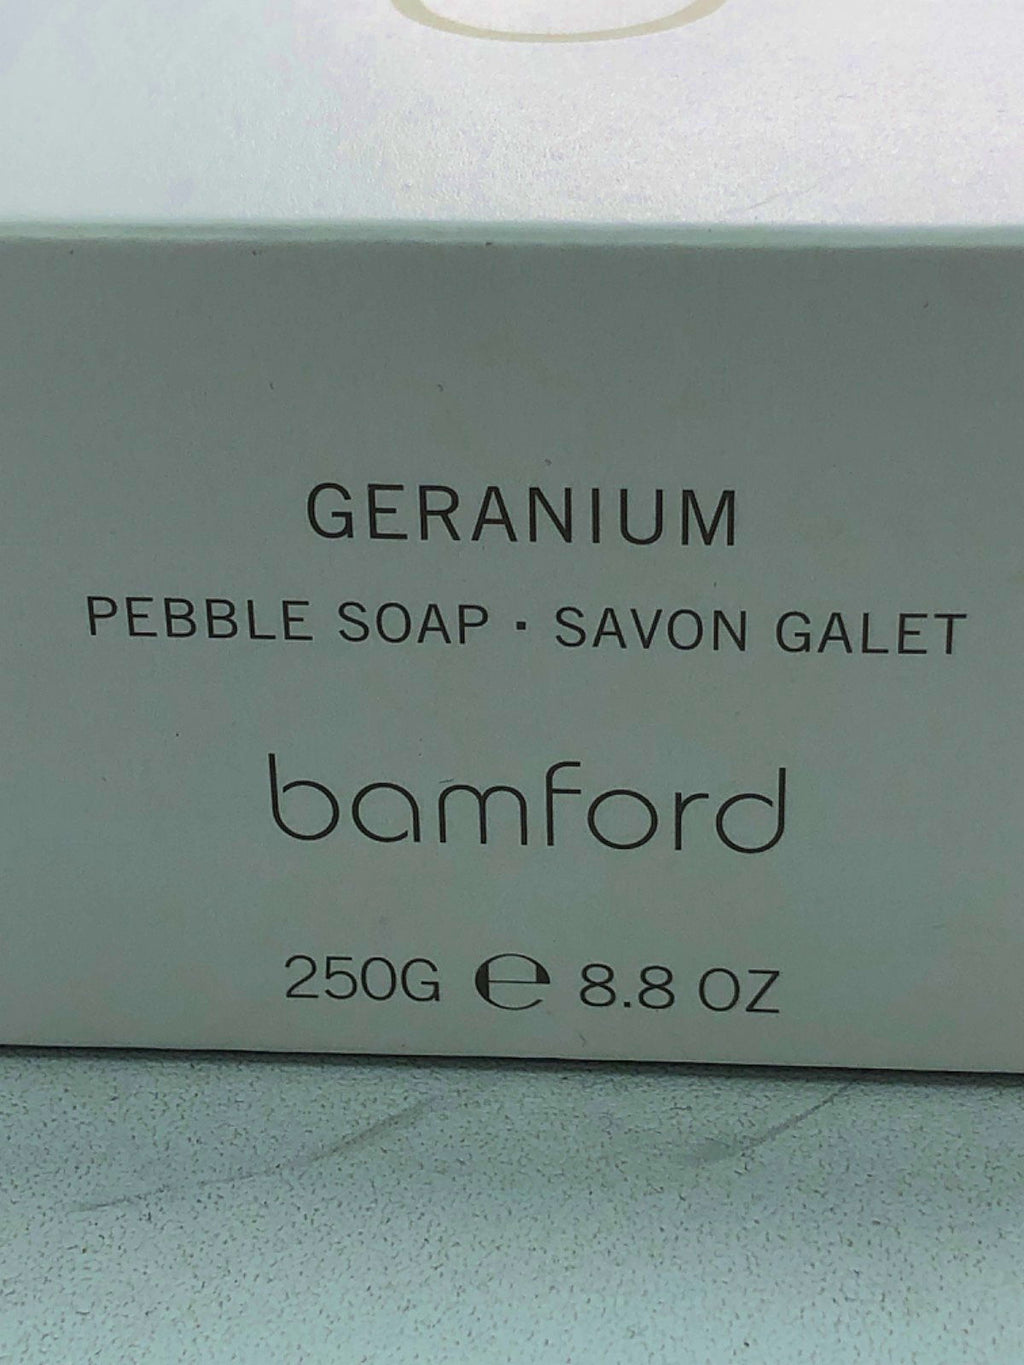 GERANIUM
PEBBLE SOAP · SAVON GALET
bamford
250G ℮ 8.8 OZ